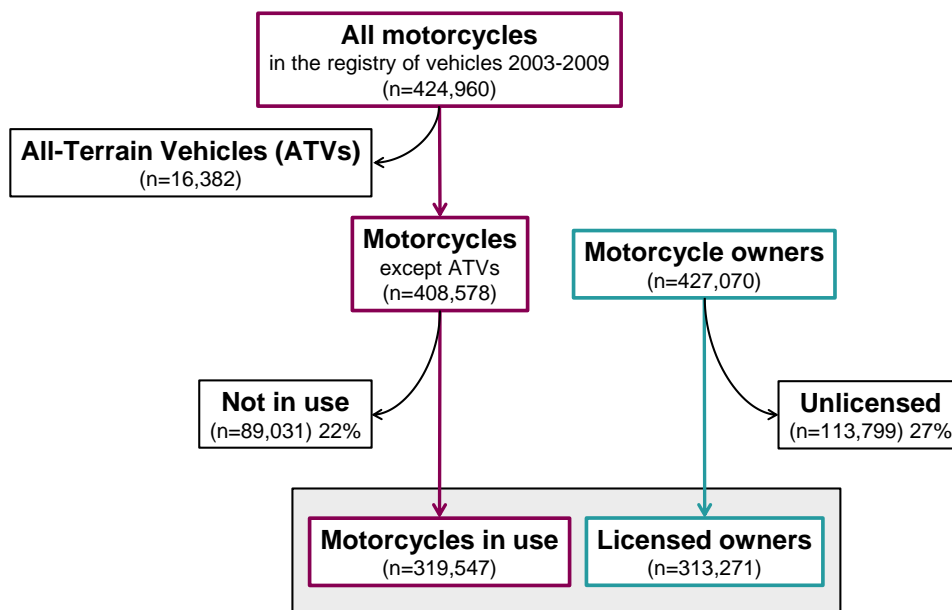 All motorcycles
in the registry of vehicles 2003-2009
(n=424,960)
All-Terrain Vehicles (ATVs)
(n=16,382)
Motorcycles
except ATVs
(n=408,578)
Motorcycle owners
(n=427,070)
Not in use
(n=89,031) 22%
Unlicensed
(n=113,799) 27%
Motorcycles in use
(n=319,547)
Licensed owners
(n=313,271)